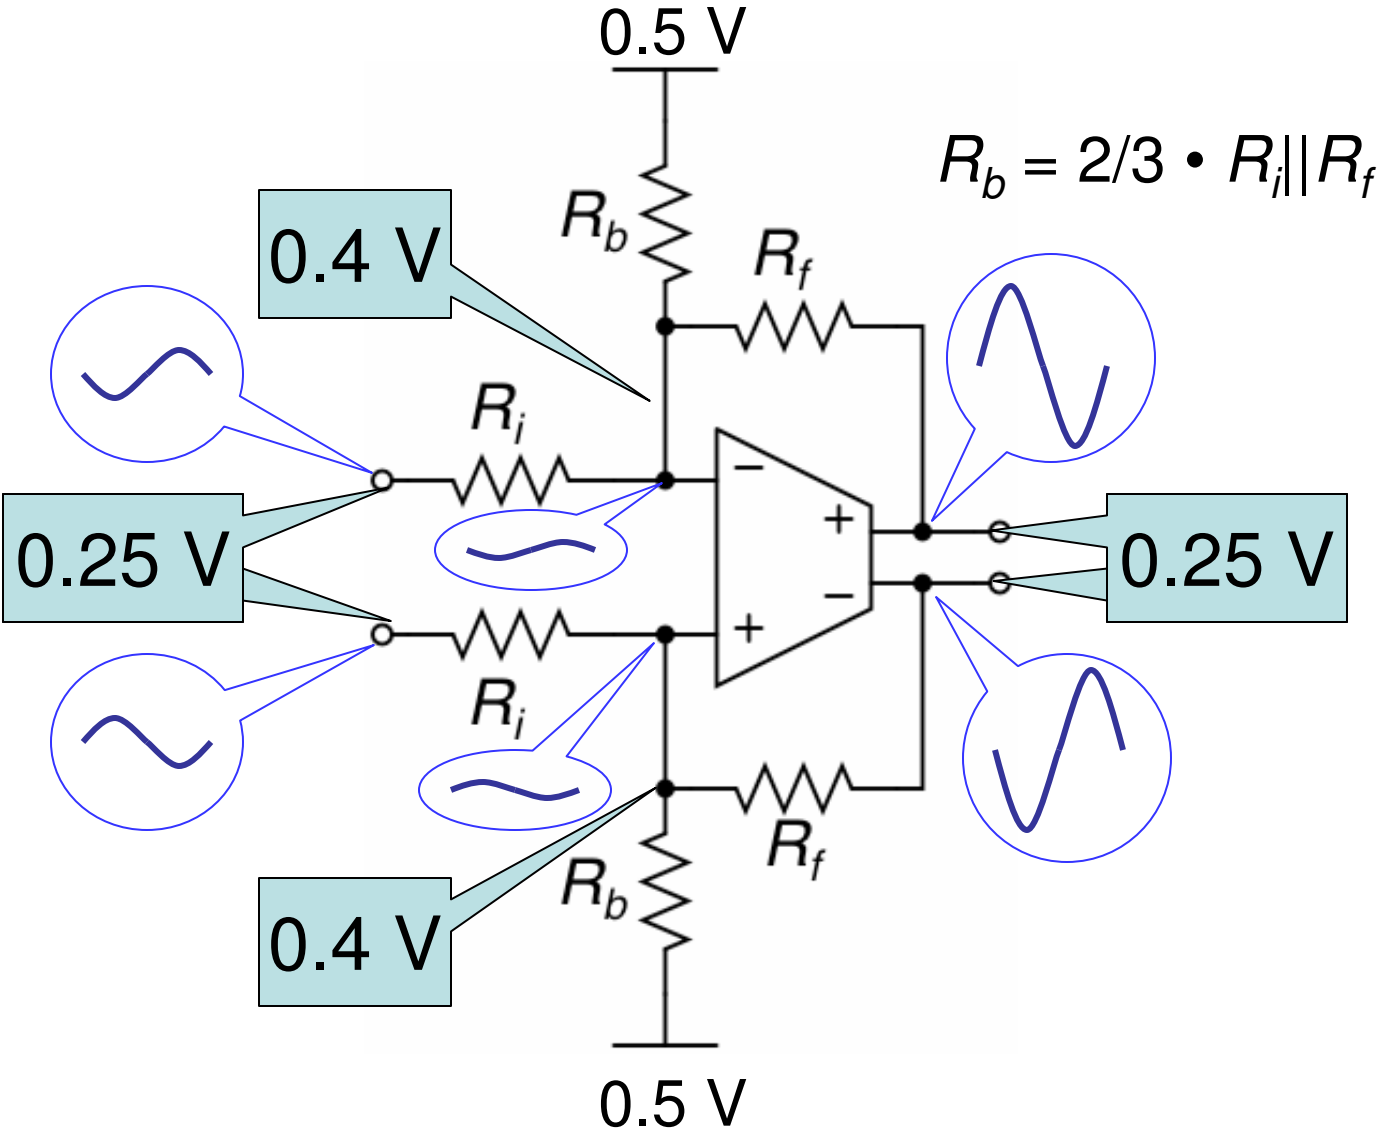 0.5 V
R_b = 2/3 • R_i||R_f
R_b
R_f
0.4 V
R_i
−
+
0.25 V
0.25 V
−
+
R_i
R_f
R_b
0.4 V
0.5 V